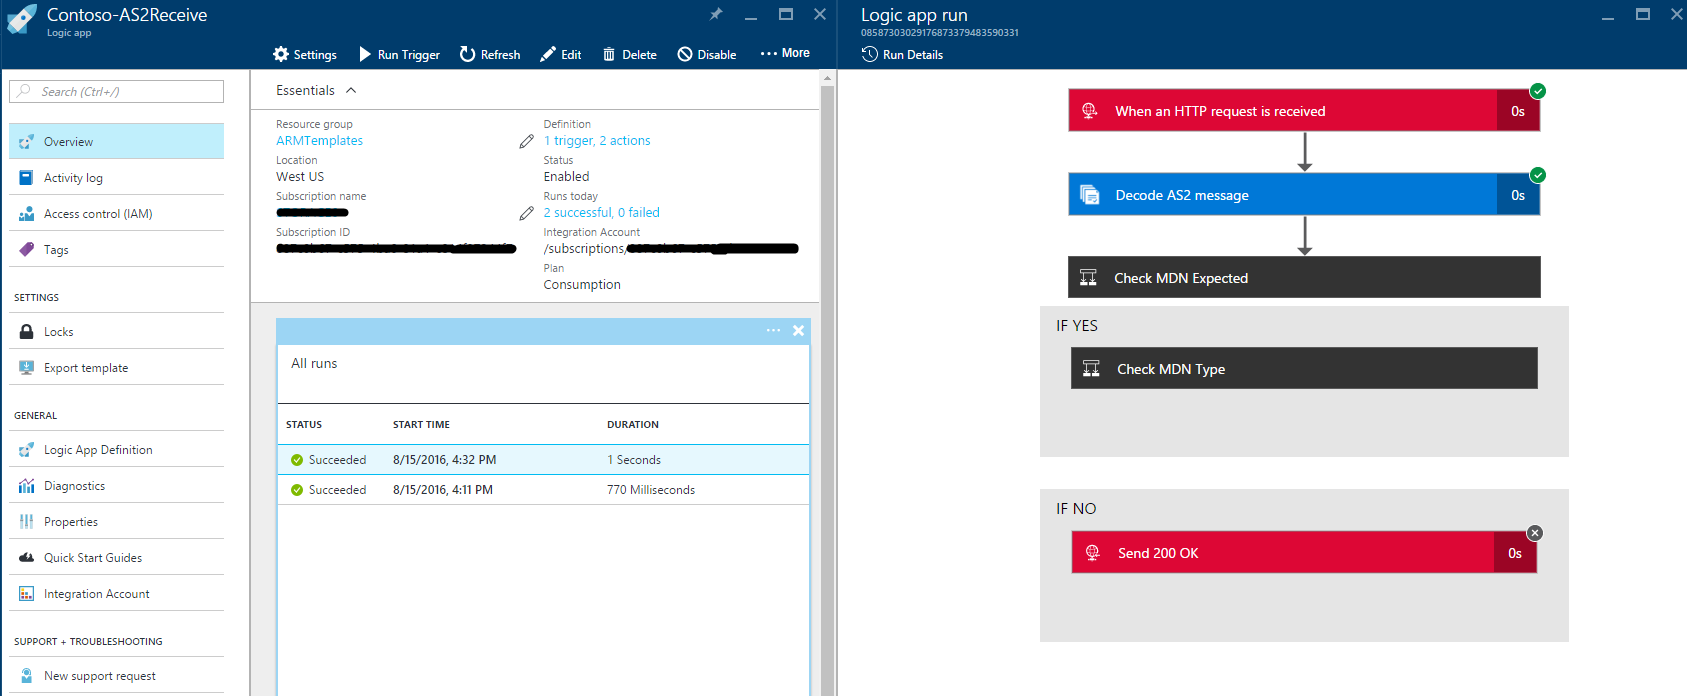 Contoso-AS2Receive
Logic app
Settings Run Trigger Refresh Edit Delete Disable ··· More
Search (Ctrl+/)
Overview
Activity log
Access control (IAM)
Tags
SETTINGS
Locks
Export template
GENERAL
Logic App Definition
Diagnostics
Properties
Quick Start Guides
Integration Account
SUPPORT + TROUBLESHOOTING
New support request
Essentials
Resource group
ARMTemplates
Location
West US
Subscription name
Subscription ID
Definition
1 trigger, 2 actions
Status
Enabled
Runs today
2 successful, 0 failed
Integration Account
/subscriptions/
Plan
Consumption
All runs
STATUS START TIME DURATION
Succeeded 8/15/2016, 4:32 PM 1 Seconds
Succeeded 8/15/2016, 4:11 PM 770 Milliseconds
Logic app run
08587303029176873379483590331
Run Details
When an HTTP request is received 0s
Decode AS2 message 0s
Check MDN Expected
IF YES
Check MDN Type
IF NO
Send 200 OK 0s